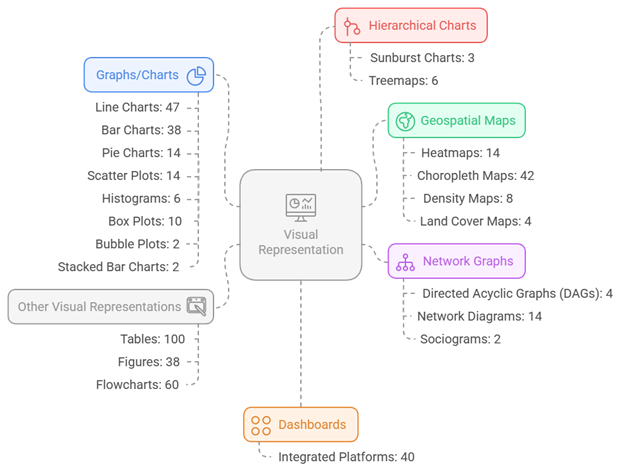 Hierarchical Charts
Sunburst Charts: 3
Treemaps: 6
Graphs/Charts
Line Charts: 47
Bar Charts: 38
Pie Charts: 14
Scatter Plots: 14
Histograms: 6
Box Plots: 10
Bubble Plots: 2
Stacked Bar Charts: 2
Geospatial Maps
Heatmaps: 14
Choropleth Maps: 42
Density Maps: 8
Land Cover Maps: 4
Visual
Representation
Network Graphs
Directed Acyclic Graphs (DAGs): 4
Network Diagrams: 14
Sociograms: 2
Other Visual Representations
Tables: 100
Figures: 38
Flowcharts: 60
Dashboards
Integrated Platforms: 40